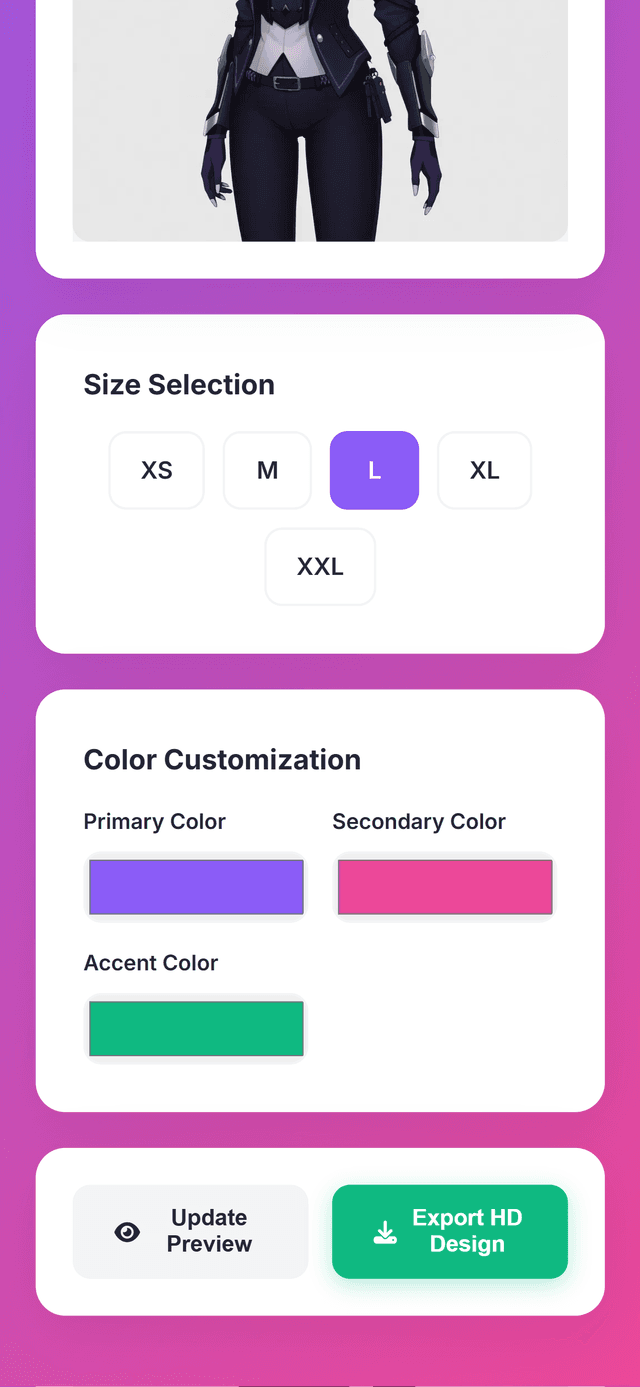 Size Selection
XS M L XL
XXL
Color Customization
Primary Color Secondary Color
Accent Color
Update
Preview
Export HD
Design